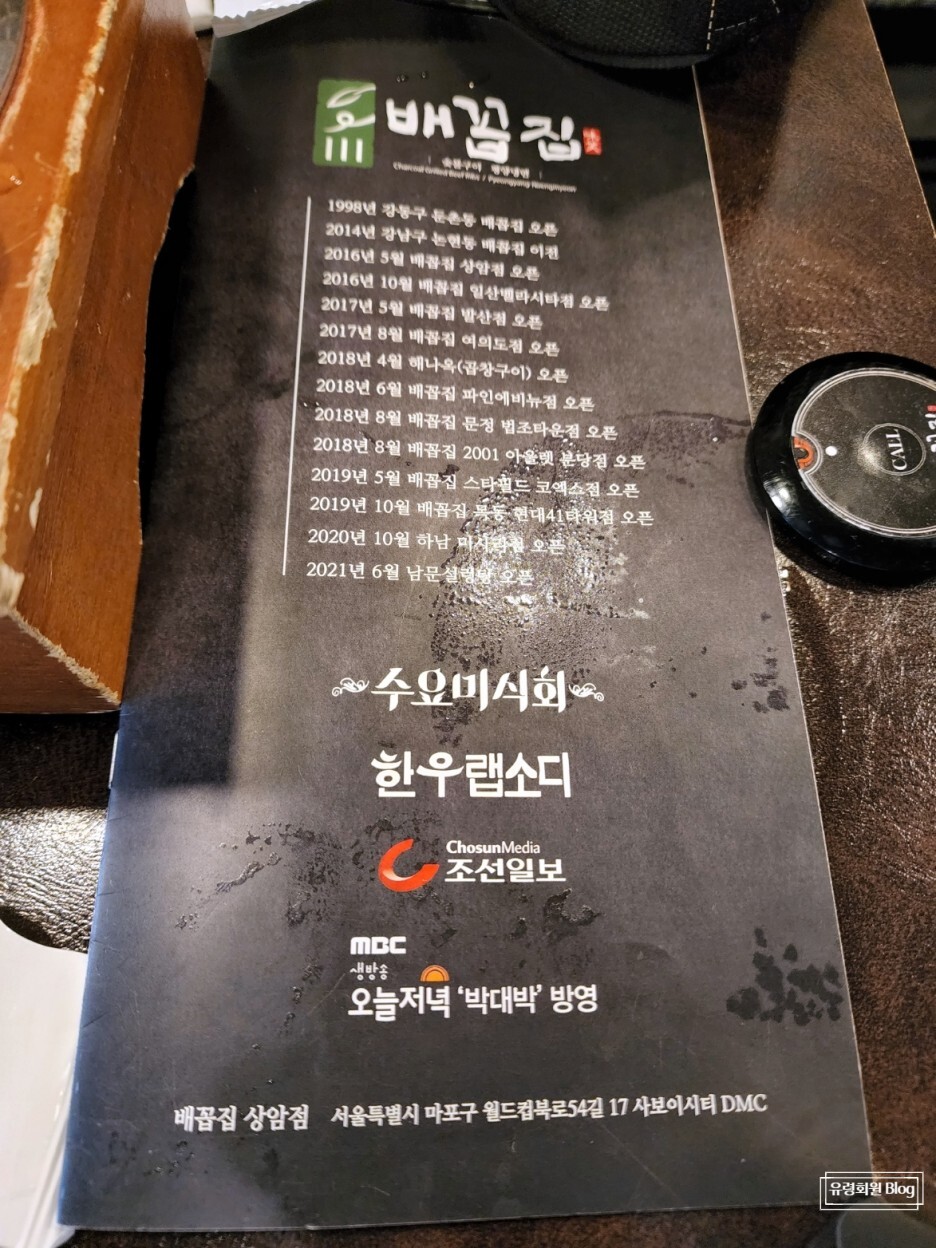 배꼽집
숯불구이 평양냉면
Charcoal Grilled Beef Ribs / Pyeongyang Naengmyeon
1998년 강동구 둔촌동 배꼽집 오픈
2014년 강남구 논현동 배꼽집 이전
2016년 5월 배꼽집 상암점 오픈
2016년 10월 배꼽집 일산벨라시타점 오픈
2017년 5월 배꼽집 발산점 오픈
2017년 8월 배꼽집 여의도점 오픈
2018년 4월 해나옥(곱창구이) 오픈
2018년 6월 배꼽집 파인애비뉴점 오픈
2018년 8월 배꼽집 문정 법조타운점 오픈
2018년 8월 배꼽집 2001 아울렛 분당점 오픈
2019년 5월 배꼽집 스타필드 코엑스점 오픈
2019년 10월 배꼽집 목동 현대41타워점 오픈
2020년 10월 하남 오픈
2021년 6월 남문설렁탕 오픈
CALL
수요미식회
한우랩소디
ChosunMedia
조선일보
MBC
생방송
오늘저녁 '박대박' 방영
배꼽집 상암점 서울특별시 마포구 월드컵북로54길 17 사보이시티 DMC
유령회원 Blog